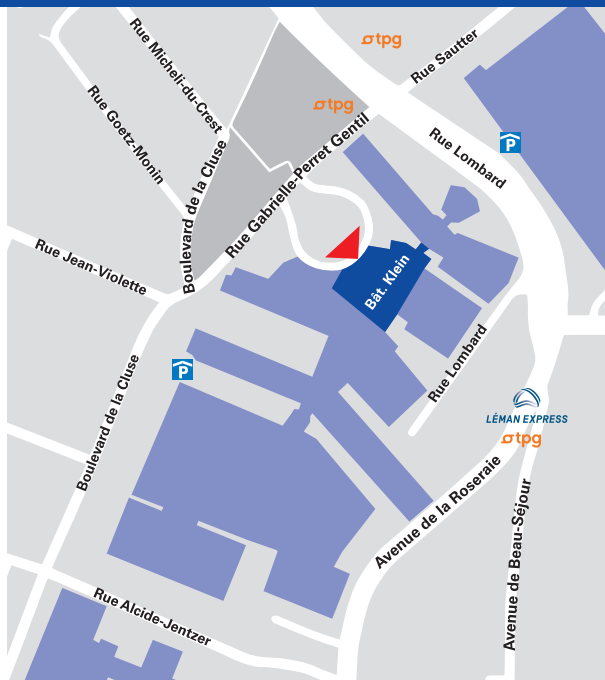 tpg
Rue Sautter
Rue Micheli-du-Crest
Rue Goetz-Monin
tpg
Rue Gabrielle-Perret Gentil
Rue Lombard
P
Boulevard de la Cluse
Rue Jean-Violette
Bât. Klein
Rue Lombard
P
Boulevard de la Cluse
LÉMAN EXPRESS
tpg
Avenue de la Roseraie
Avenue de Beau-Séjour
Rue Alcide-Jentzer